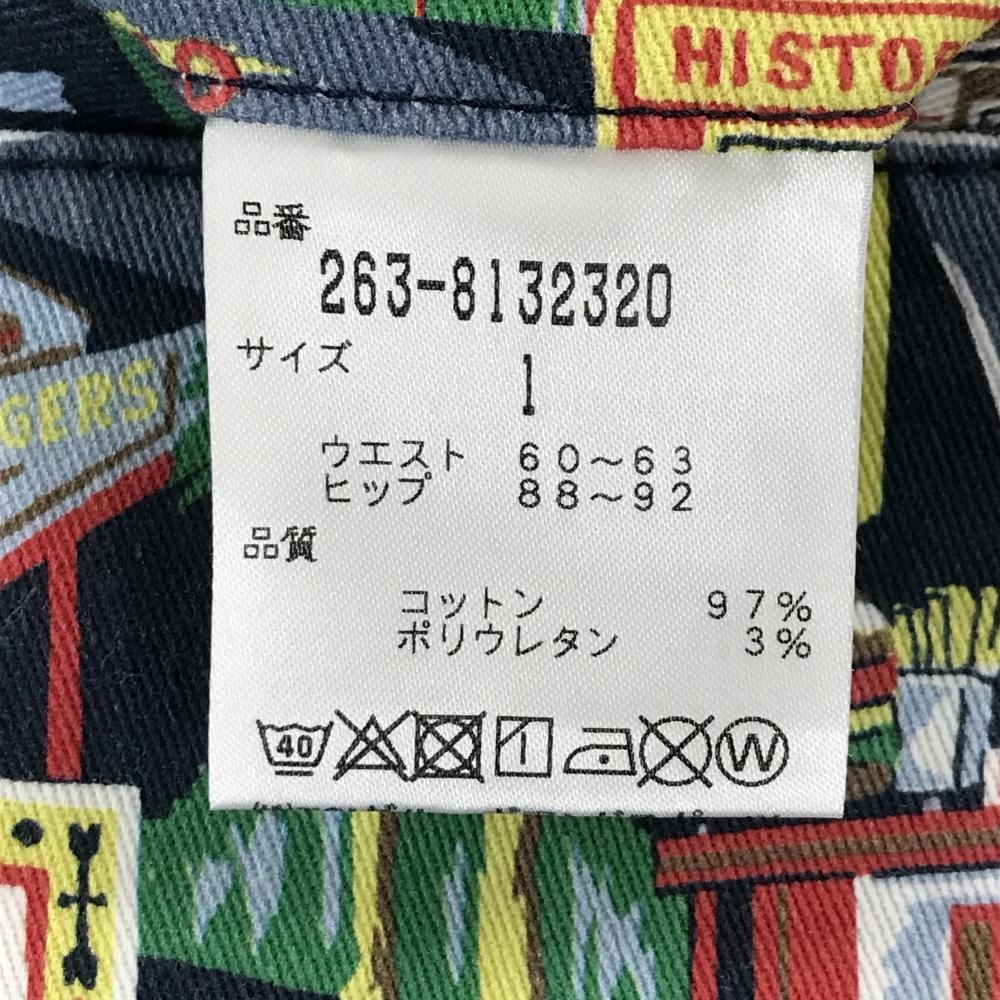 HISTO
GERS
品番
263-8132320
サイズ
1
ウエスト 60~63
ヒップ 88~92
品質
コットン 97%
ポリウレタン 3%
40
W